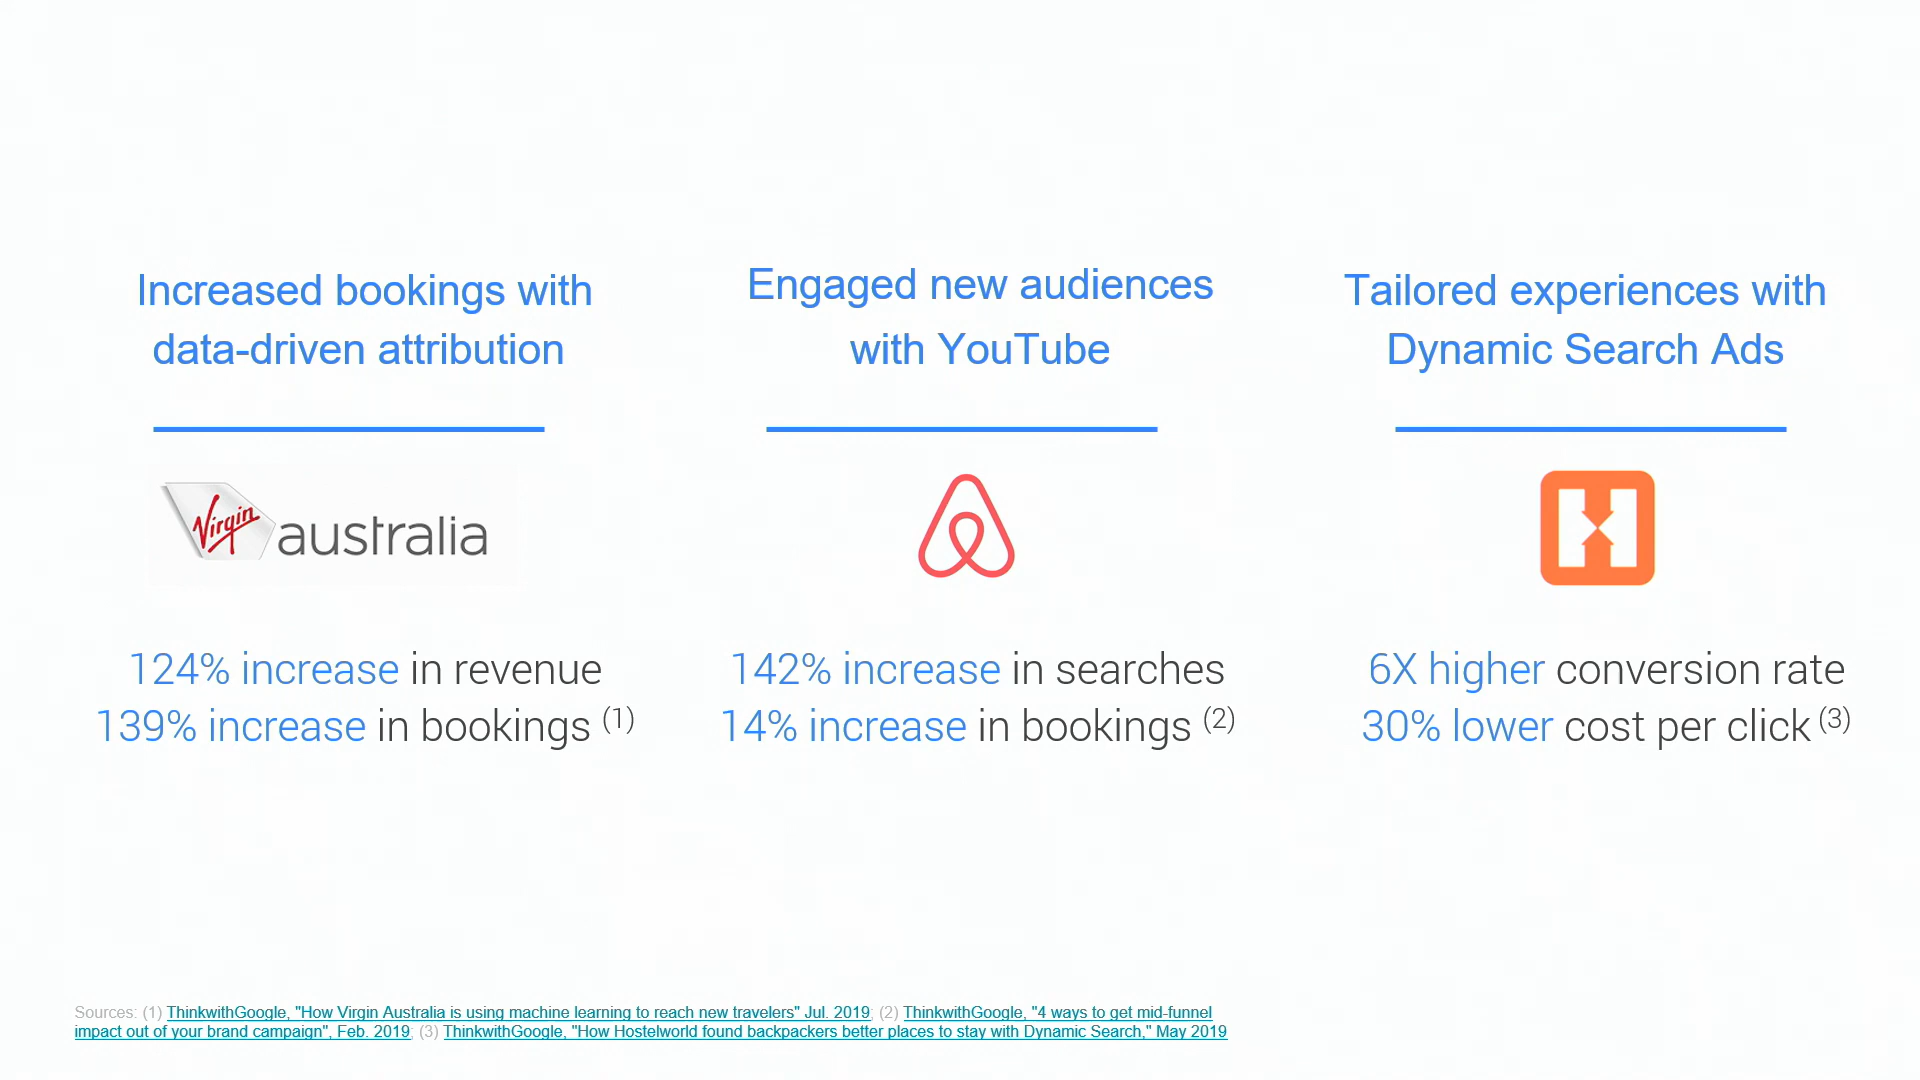 Increased bookings with
data-driven attribution
Virgin australia
124% increase in revenue
139% increase in bookings (1)
Engaged new audiences
with YouTube
142% increase in searches
14% increase in bookings (2)
Tailored experiences with
Dynamic Search Ads
6X higher conversion rate
30% lower cost per click (3)
Sources: (1) ThinkwithGoogle, "How Virgin Australia is using machine learning to reach new travelers" Jul. 2019; (2) ThinkwithGoogle, "4 ways to get mid-funnel
impact out of your brand campaign", Feb. 2019; (3) ThinkwithGoogle, "How Hostelworld found backpackers better places to stay with Dynamic Search," May 2019